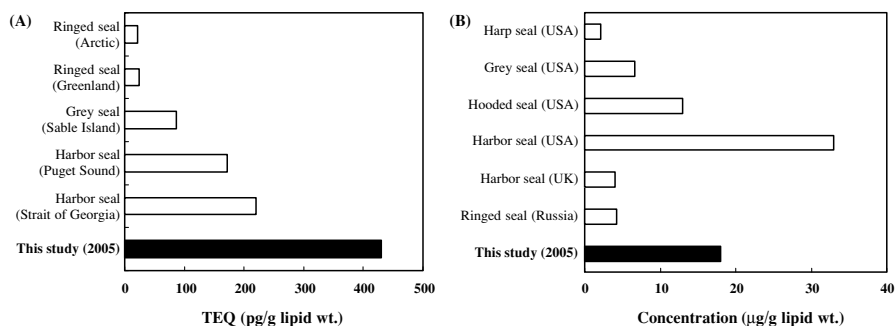 (A)
Ringed seal
(Arctic)
Ringed seal
(Greenland)
Grey seal
(Sable Island)
Harbor seal
(Puget Sound)
Harbor seal
(Strait of Georgia)
This study (2005)
0 100 200 300 400 500
TEQ (pg/g lipid wt.)
(B)
Harp seal (USA)
Grey seal (USA)
Hooded seal (USA)
Harbor seal (USA)
Harbor seal (UK)
Ringed seal (Russia)
This study (2005)
0 10 20 30 40
Concentration (μg/g lipid wt.)